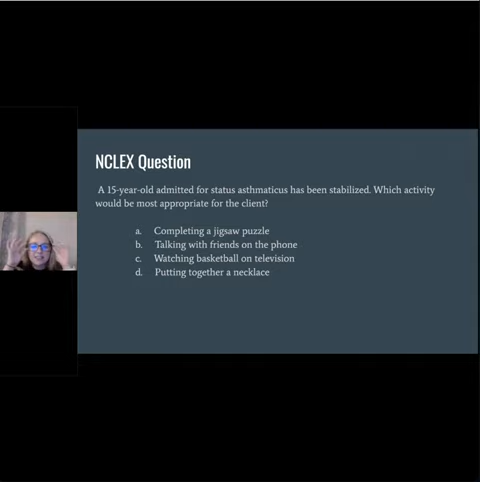 NCLEX Question
A 15-year-old admitted for status asthmaticus has been stabilized. Which activity
would be most appropriate for the client?
a. Completing a jigsaw puzzle
b. Talking with friends on the phone
c. Watching basketball on television
d. Putting together a necklace